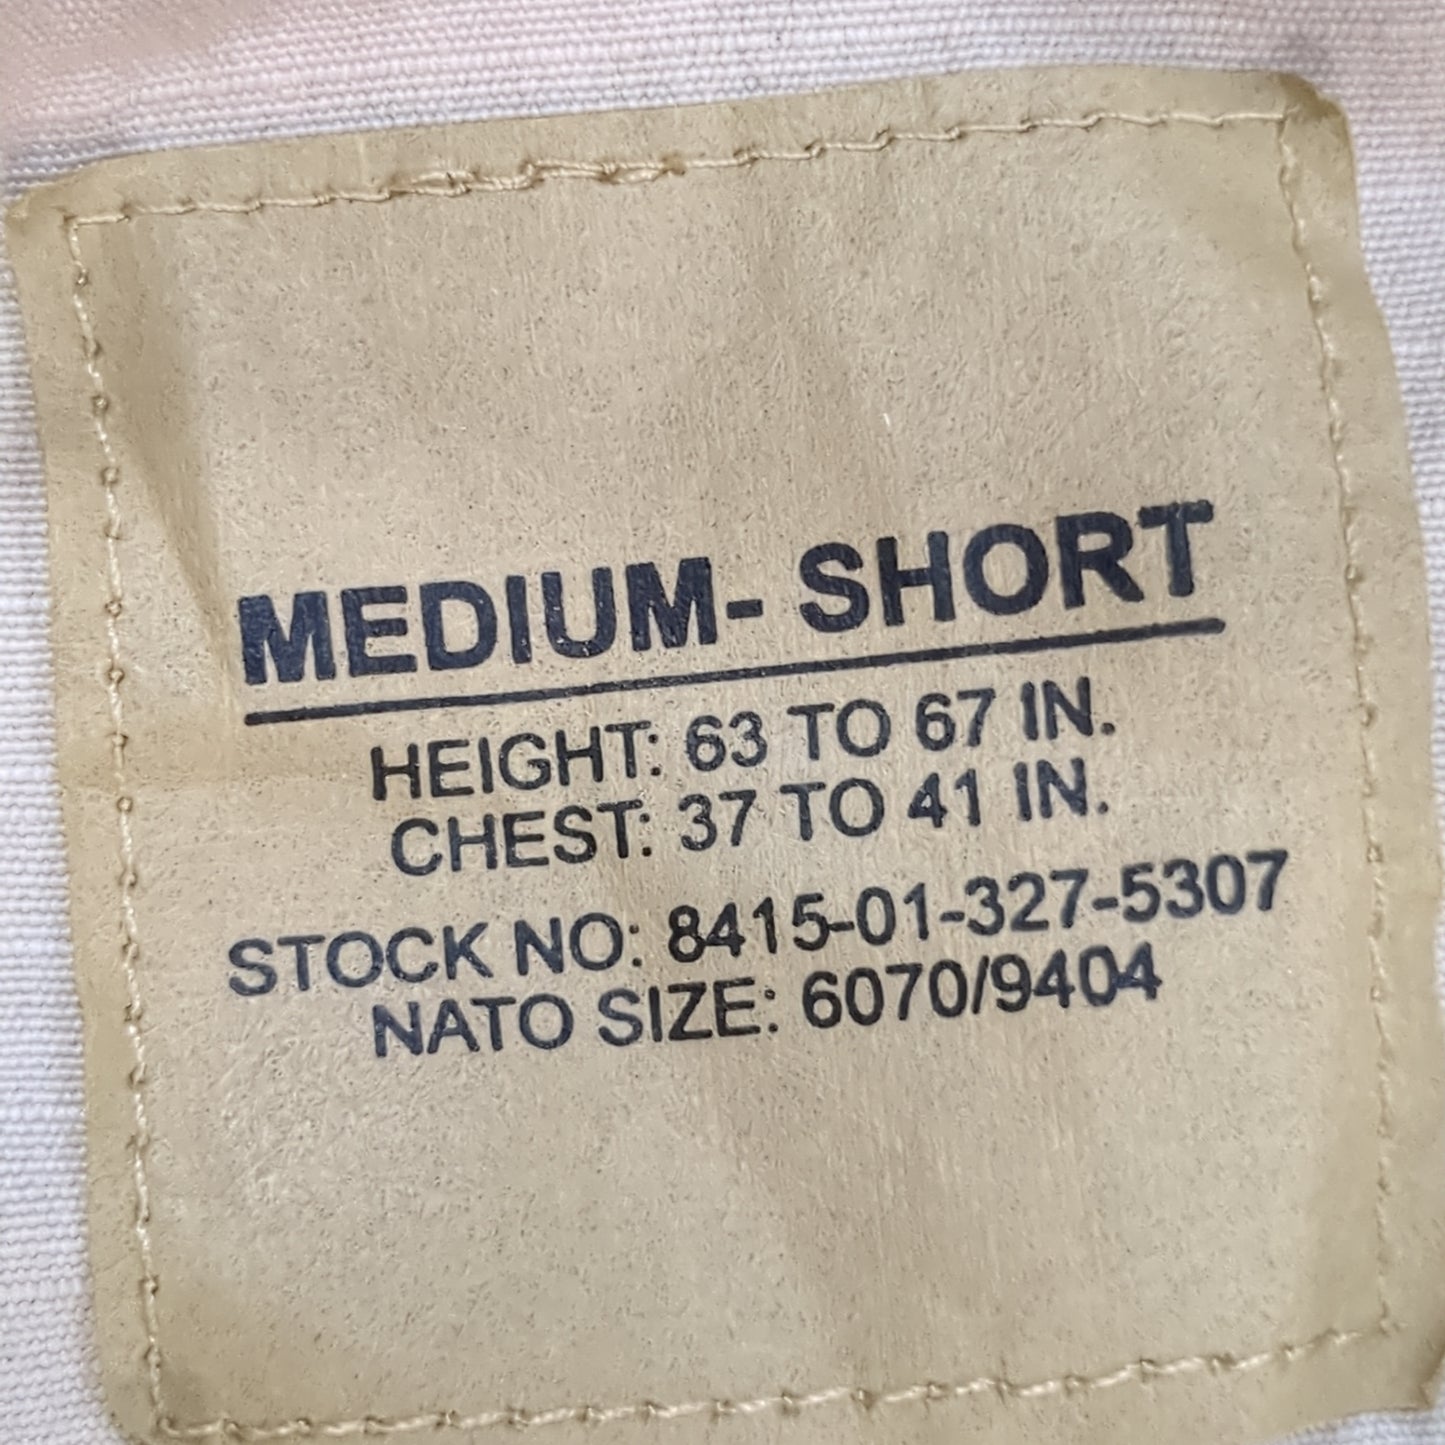 MEDIUM- SHORT
HEIGHT: 63 TO 67 IN.
CHEST: 37 TO 41 IN.
STOCK NO: 8415-01-327-5307
NATO SIZE: 6070/9404